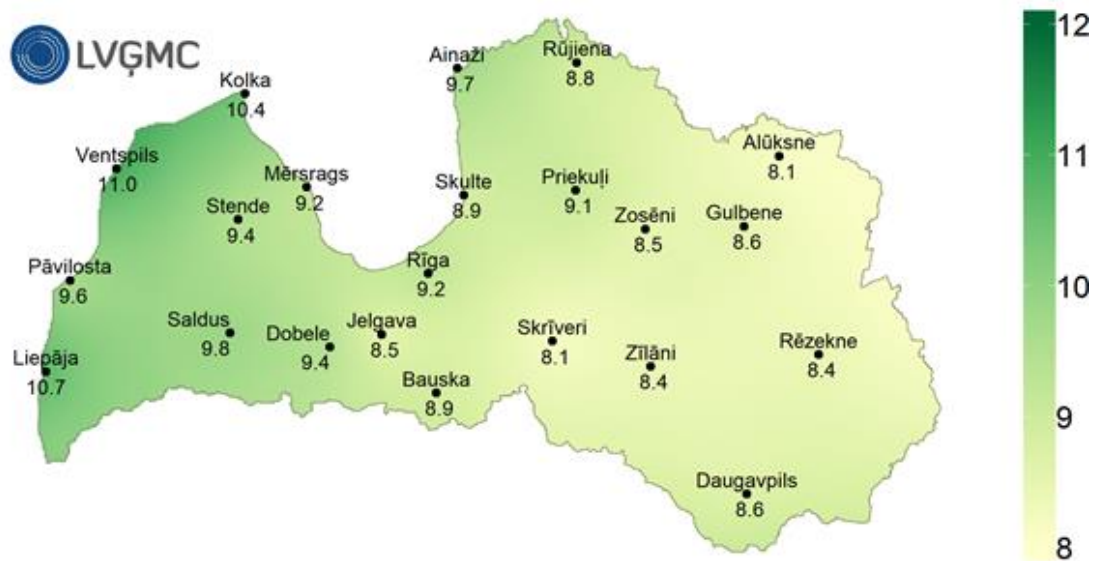 LVĢMC
Kolka
10.4
Ainaži
9.7
Rūjiena
8.8
12
Ventspils
11.0
Mērsrags
9.2
Stende
9.4
Skulte
8.9
Priekuļi
9.1
Alūksne
8.1
Zosēni
8.5
Gulbene
8.6
11
Pāvilosta
9.6
Rīga
9.2
10
Saldus
9.8
Dobele
9.4
Jelgava
8.5
Skrīveri
8.1
Zīlāni
8.4
Rēzekne
8.4
Liepāja
10.7
Bauska
8.9
9
Daugavpils
8.6
8